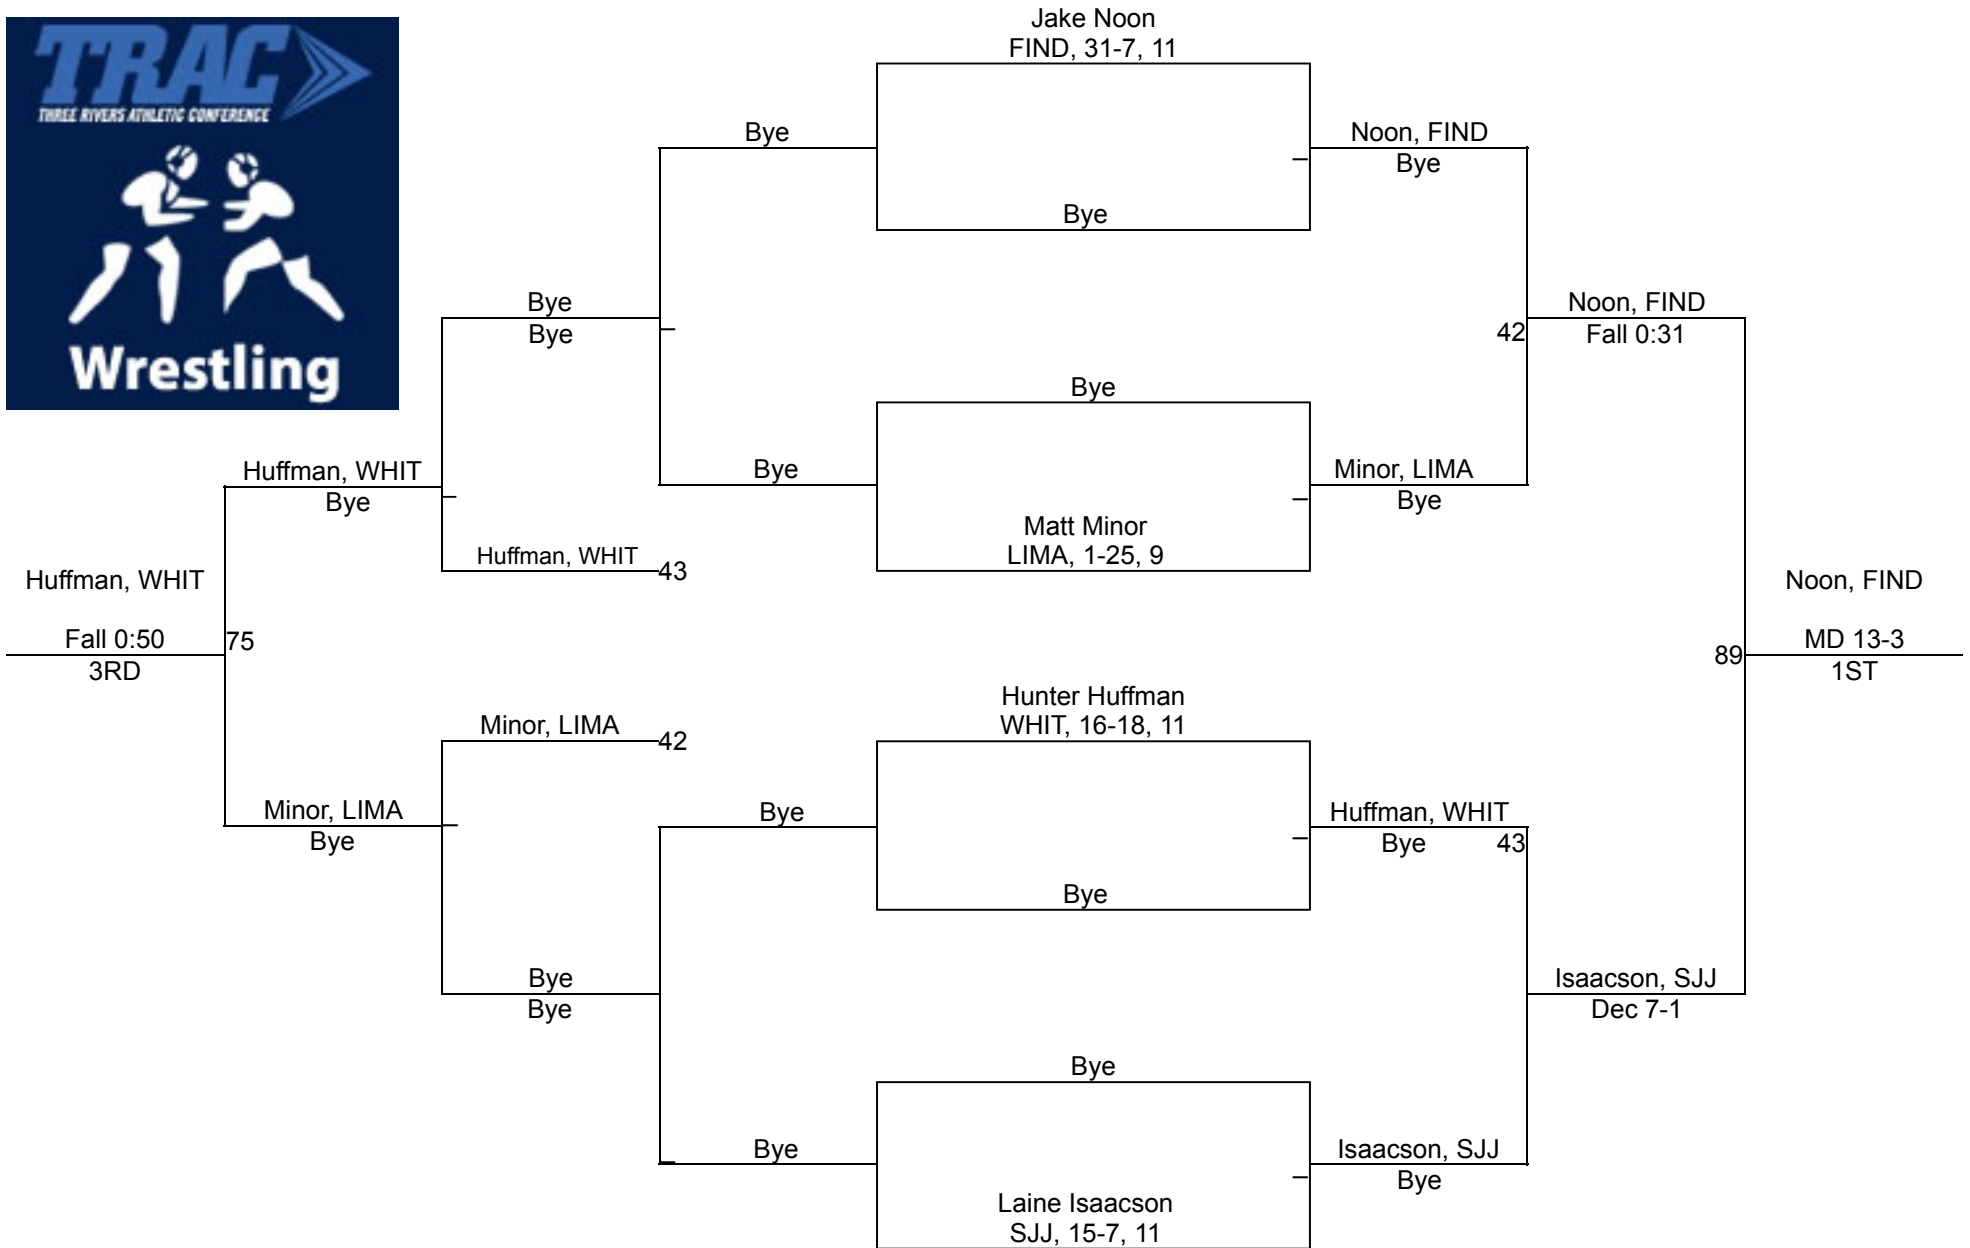 TRAC
THREE RIVERS ATHLETIC CONFERENCE
Wrestling
Jake Noon
FIND, 31-7, 11
Bye
Noon, FIND
Bye
Bye
Bye
Bye
Noon, FIND
42
Fall 0:31
Bye
Huffman, WHIT
Bye
Bye
Minor, LIMA
Bye
Matt Minor
LIMA, 1-25, 9
Huffman, WHIT
43
Huffman, WHIT
Fall 0:50
75
3RD
Noon, FIND
89
MD 13-3
1ST
Hunter Huffman
WHIT, 16-18, 11
Minor, LIMA
42
Minor, LIMA
Bye
Bye
Huffman, WHIT
Bye
43
Bye
Bye
Bye
Isaacson, SJJ
Dec 7-1
Bye
Bye
Isaacson, SJJ
Bye
Laine Isaacson
SJJ, 15-7, 11